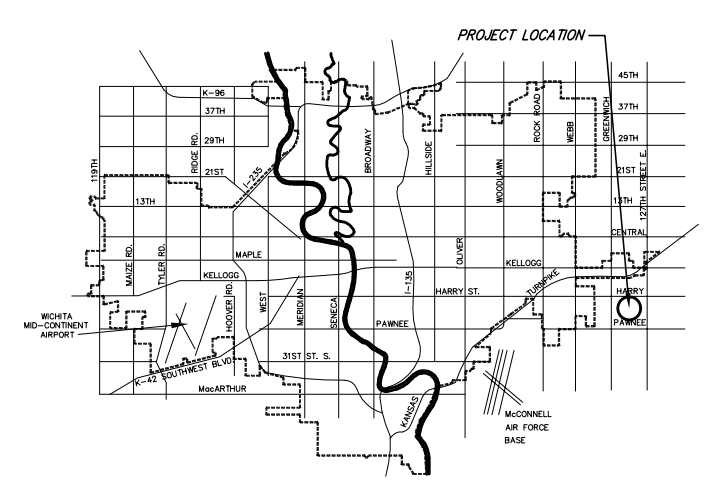 PROJECT LOCATION
45TH
K-96
37TH
37TH
RIDGE RD.
29TH
29TH
BROADWAY
HILLSIDE
ROCK ROAD
WEBB
GREENWICH
119TH
21ST
I-235
21ST
WOODLAWN
127TH STREET E.
13TH
13TH
CENTRAL
MAIZE RD.
TYLER RD.
MAPLE
OLIVER
KELLOGG
KELLOGG
HOOVER RD.
WEST
MERIDIAN
SENECA
I-135
HARRY ST.
TURNPIKE
HARRY
WICHITA
MID-CONTINENT
AIRPORT
PAWNEE
PAWNEE
31ST ST. S.
K-42 SOUTHWEST BLVD.
MacARTHUR
KANSAS
McCONNELL
AIR FORCE
BASE